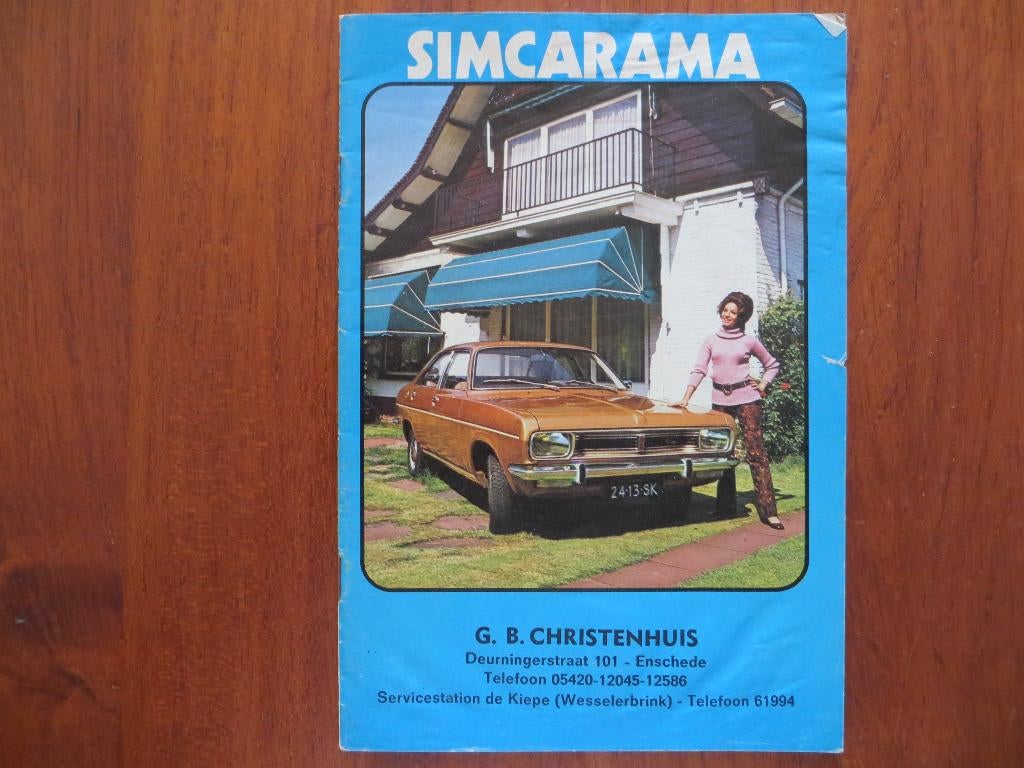 SIMCARAMA
24-13-SK
G. B. CHRISTENHUIS
Deurningerstraat 101 - Enschede
Telefoon 05420-12045-12586
Servicestation de Kiepe (Wesselerbrink) - Telefoon 61994